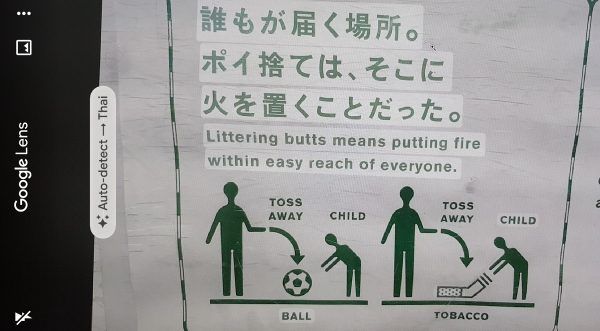 Google Lens
Auto-detect → Thai
誰もが届く場所。
ポイ捨ては、そこに
火を置くことだった。
Littering butts means putting fire
within easy reach of everyone.
TOSS
AWAY
CHILD
BALL
TOSS
AWAY
CHILD
TOBACCO